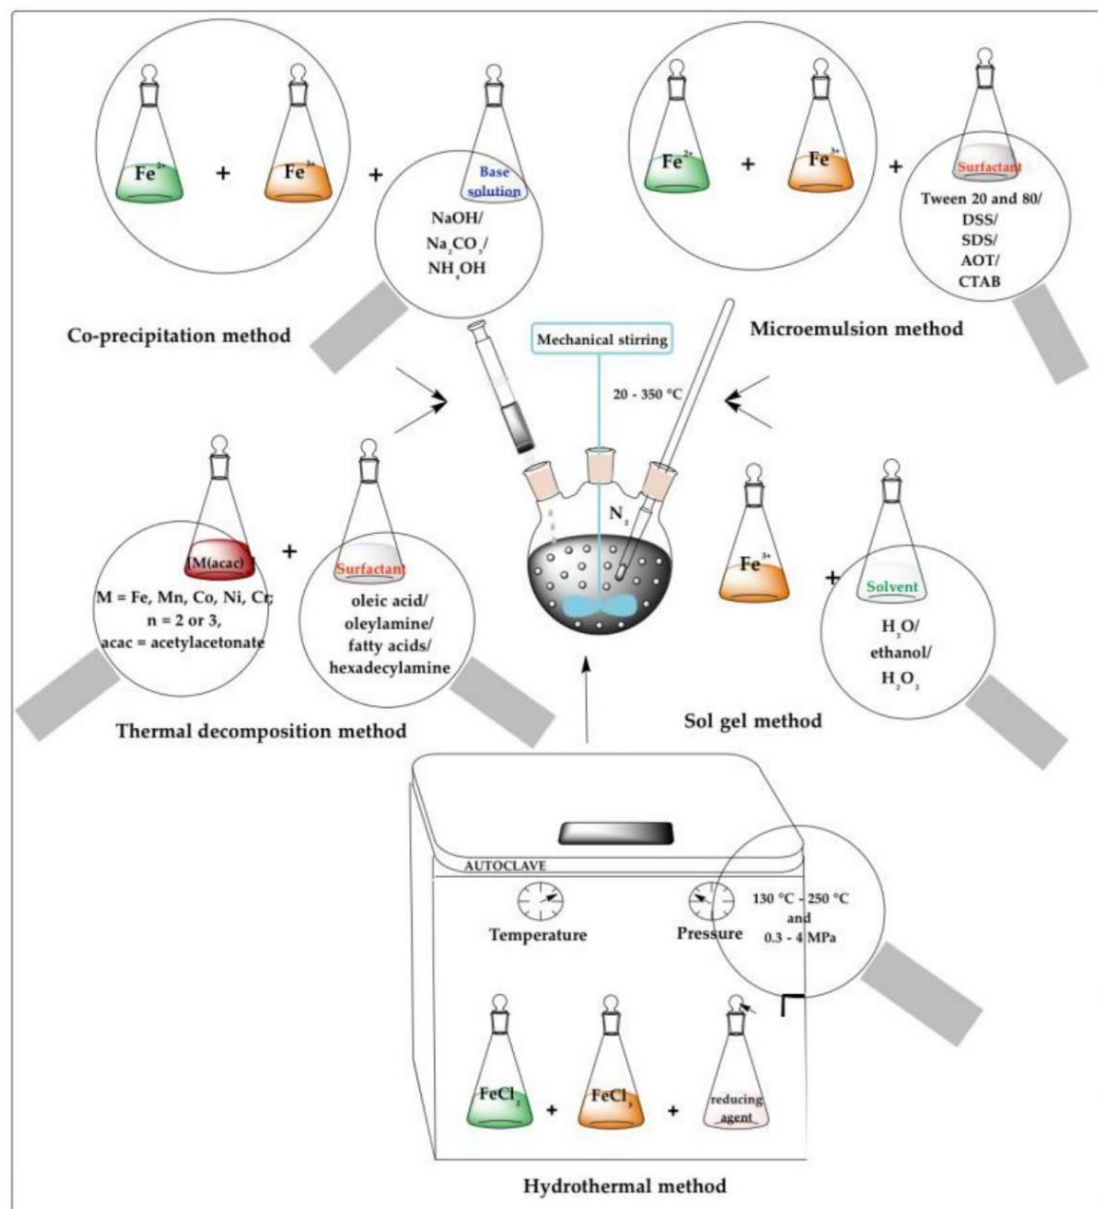 Fe²⁺
+
Fe³⁺
+
Base
solution
NaOH/
Na₂CO₃/
NH₄OH
Co-precipitation method
Fe²⁺
+
Fe³⁺
+
Surfactant
Tween 20 and 80/
DSS/
SDS/
AOT/
CTAB
Microemulsion method
Mechanical stirring
20 - 350 °C
N₂
[M(acac) ]
+
Surfactant
M = Fe, Mn, Co, Ni, Cr;
n = 2 or 3,
acac = acetylacetonate
oleic acid/
oleylamine/
fatty acids/
hexadecylamine
Thermal decomposition method
Fe³⁺
+
Solvent
H₂O/
ethanol/
H₂O₂
Sol gel method
AUTOCLAVE
Temperature
Pressure
130 °C - 250 °C
and
0.3 - 4 MPa
FeCl₂
+
FeCl₃
+
reducing
agent
Hydrothermal method